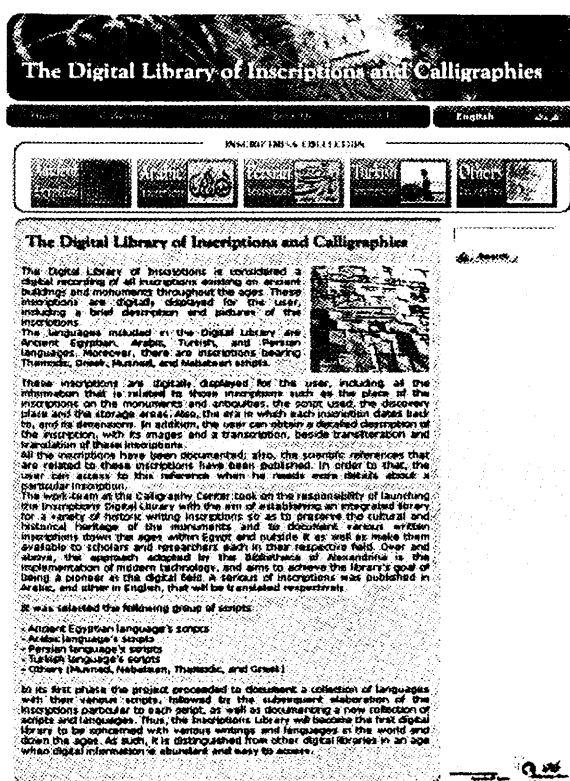 The Digital Library of Inscriptions and Calligraphies
English
INSCRIPTIONS COLLECTION
Arabic
Persian
Turkish
Others
The Digital Library of Inscriptions and Calligraphies
Search
The Digital Library of Inscriptions is considered a
digital recording of all inscriptions existing on ancient
buildings and monuments throughout the ages. These
inscriptions are digitally displayed for the user,
including a brief description and pictures of the
inscriptions.
The languages included in the Digital Library are
Ancient Egyptian, Arabic, Turkish, and Persian
languages. Moreover, there are inscriptions bearing
Thamodic, Greek, Musnad, and Nabatean scripts.
These inscriptions are digitally displayed for the user, including all the
information that is related to those inscriptions such as the place of the
inscriptions on the monuments and antiquities, the script used, the discovery
place and the storage areas. Also, the era in which each inscription dates back
to, and its dimensions. In addition, the user can obtain a detailed description of
the inscription, with its images and a transcription, beside transliteration and
translation of these inscriptions.
All the inscriptions have been documented; also, the scientific references that
are related to these inscriptions have been published. In order to that, the
user can access to this reference when he needs more details about a
particular inscription.
The work-team at the Calligraphy Center took on the responsibility of launching
the Inscriptions Digital Library with the aim of establishing an integrated library
for a variety of historic writing inscriptions so as to preserve the cultural and
historical heritage of the monuments and to document various written
inscriptions down the ages within Egypt and outside it as well as make them
available to scholars and researchers each in their respective field. Over and
above, the approach adopted by the Bibliotheca of Alexandrina is the
implementation of modern technology, and aims to achieve the library's goal of
being a pioneer in the digital field. A serious of inscriptions was published in
Arabic, and other in English, that will be translated respectively.
It was selected the following group of scripts
- Ancient Egyptian language's scripts
- Arabic language's scripts
- Persian language's scripts
- Turkish language's scripts
- Others (Musnad, Nabatean, Thamodic, and Greek)
In its first phase the project proceeded to document a collection of languages
with their various scripts, followed by the subsequent elaboration of the
inscriptions particular to each script, as well as documenting a new collection of
scripts and languages. Thus, the Inscriptions Library will become the first digital
library to be concerned with various writings and languages in the world and
down the ages. As such, it is distinguished from other digital libraries in an age
when digital information is abundant and easy to access.